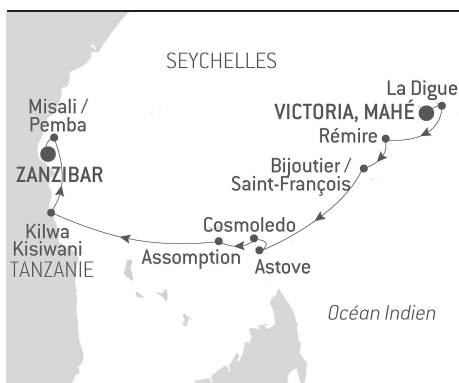 SEYCHELLES
La Digue
VICTORIA, MAHÉ
Rémire
Misali /
Pemba
ZANZIBAR
Bijoutier /
Saint-François
Kilwa
Kisiwani
TANZANIE
Cosmoledo
Assomption
Astove
Océan Indien